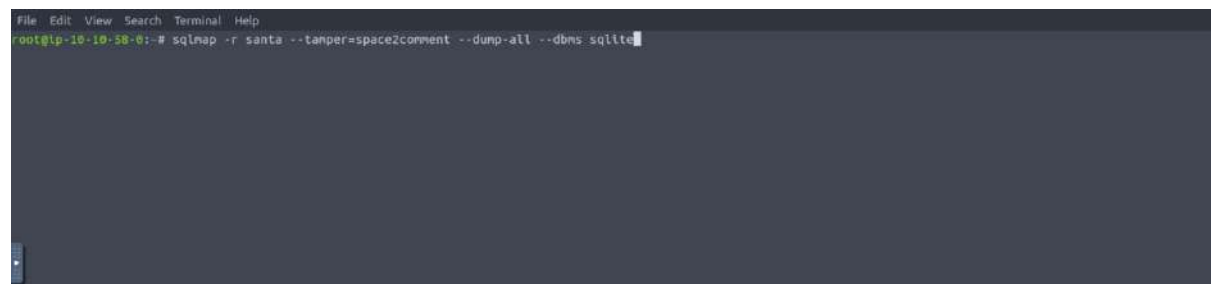 File Edit View Search Terminal Help
root@ip-10-10-58-0:~# sqlmap -r santa --tamper=space2comment --dump-all --dbms sqlite